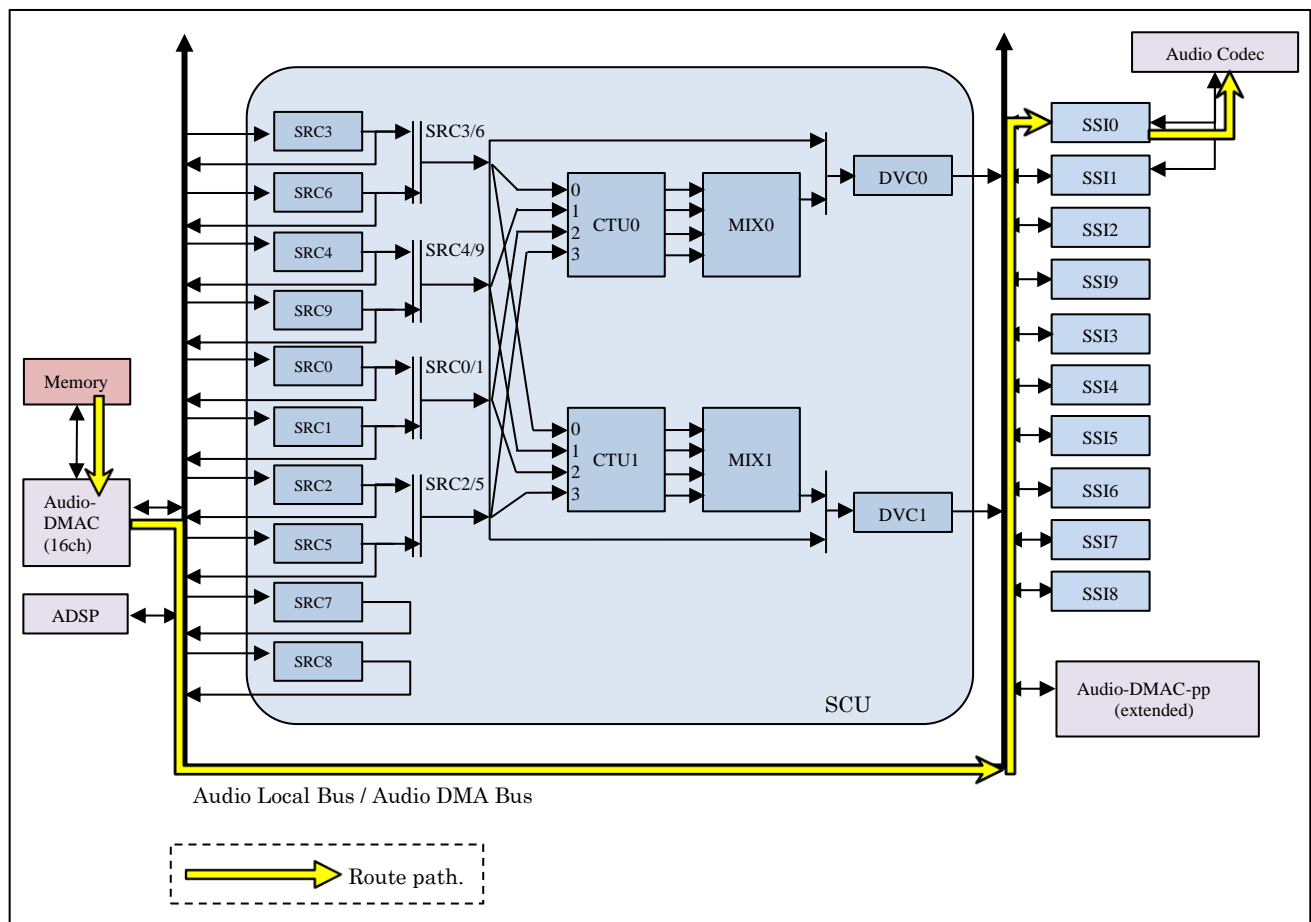 Audio Codec
SRC3
SRC3/6
SSI0
SRC6
DVC0
SSI1
0
1
2
3
CTU0
MIX0
SSI2
SRC4
SRC4/9
SRC9
SSI9
SSI3
Memory
SRC0
SRC0/1
SSI4
SRC1
0
1
2
3
CTU1
MIX1
SSI5
SRC2
SRC2/5
SSI6
Audio-
DMAC
(16ch)
DVC1
SRC5
SSI7
ADSP
SRC7
SSI8
SRC8
SCU
Audio-DMAC-pp
(extended)
Audio Local Bus / Audio DMA Bus
Route path.